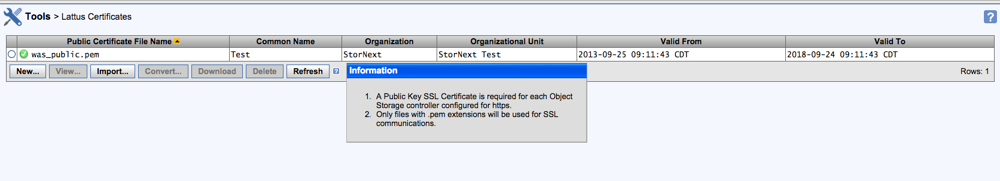 Tools > Lattus Certificates ?
Public Certificate File Name Common Name Organization Organizational Unit Valid From Valid To
was_public.pem Test StorNext StorNext Test 2013-09-25 09:11:43 CDT 2018-09-24 09:11:43 CDT
New... View... Import... Convert... Download Delete Refresh ? Rows: 1
Information
1. A Public Key SSL Certificate is required for each Object
Storage controller configured for https.
2. Only files with .pem extensions will be used for SSL
communications.